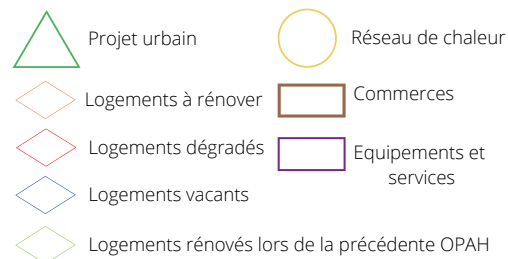 Projet urbain
Réseau de chaleur
Logements à rénover
Commerces
Logements dégradés
Equipements et
services
Logements vacants
Logements rénovés lors de la précédente OPAH